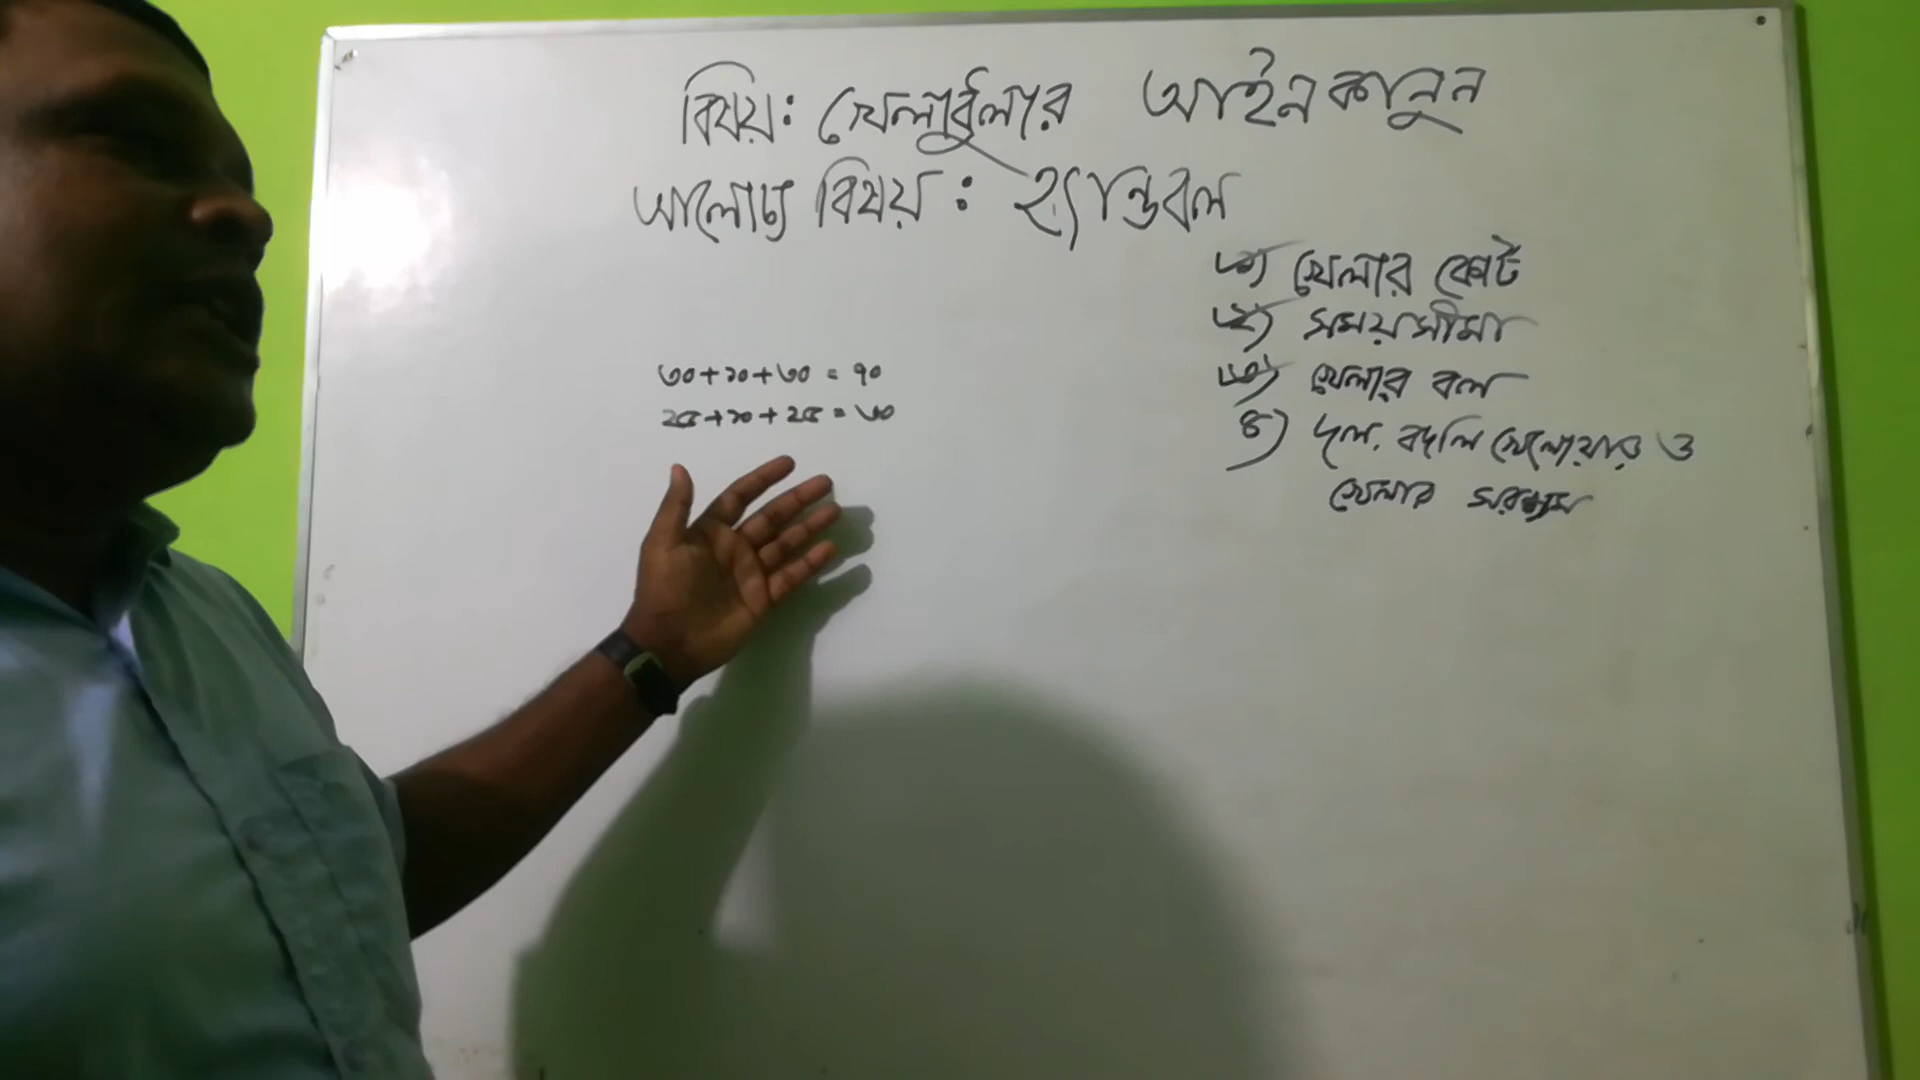 বিষয়: খেলাধুলার আইনকানুন
আলোচ্য বিষয়: হ্যান্ডবল
১) খেলার কোর্ট
২) সময়সীমা
৩) খেলার বল
৪) দল, বদলি খেলোয়ার ও
খেলার সরঞ্জাম
৩০+১০+৩০ = ৭০
২৫+১০+২৫ = ৬০